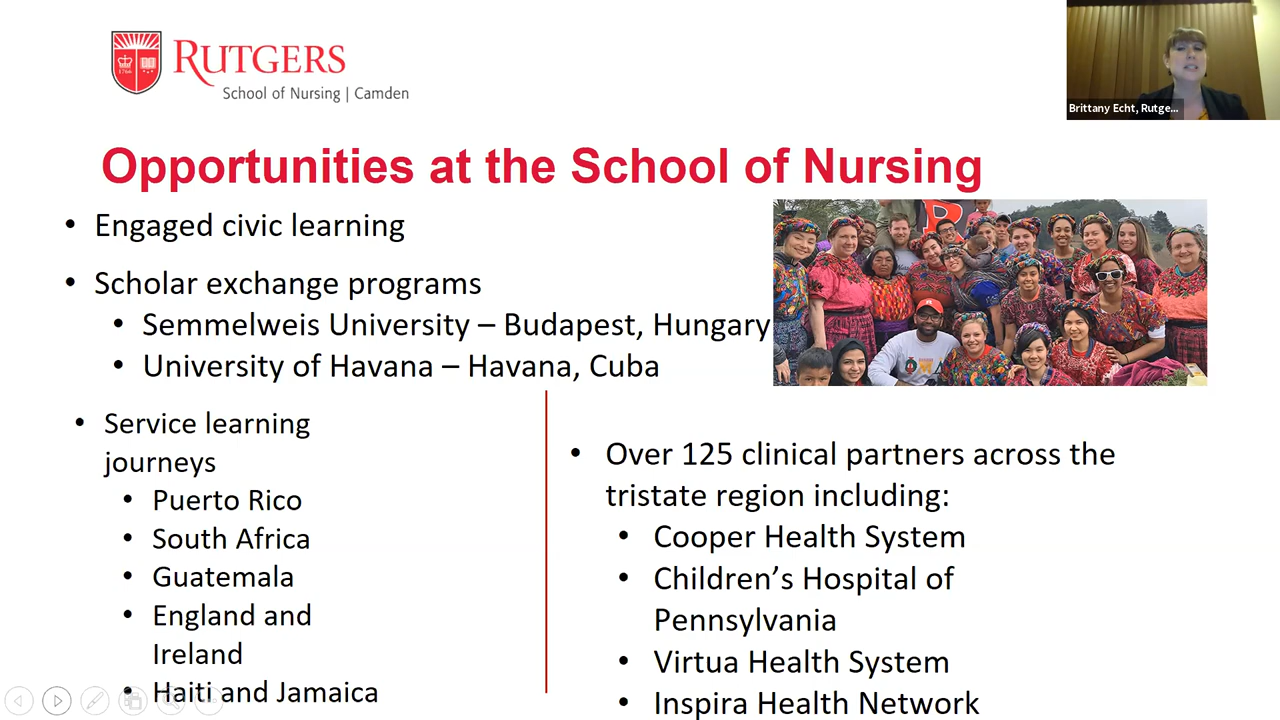 RUTGERS
School of Nursing | Camden
Brittany Echt, Rutge...
Opportunities at the School of Nursing
• Engaged civic learning
• Scholar exchange programs
• Semmelweis University – Budapest, Hungary
• University of Havana – Havana, Cuba
• Service learning
journeys
• Puerto Rico
• South Africa
• Guatemala
• England and
Ireland
• Haiti and Jamaica
• Over 125 clinical partners across the
tristate region including:
• Cooper Health System
• Children’s Hospital of
Pennsylvania
• Virtua Health System
• Inspira Health Network
1766
R